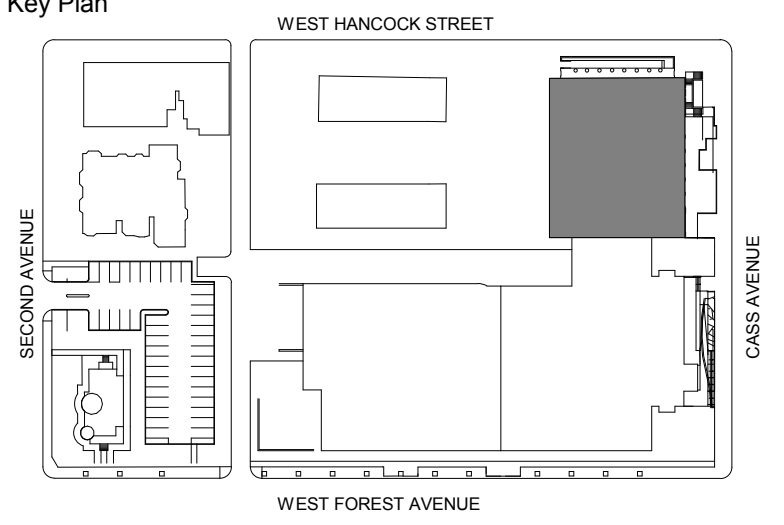 Key Plan
WEST HANCOCK STREET
SECOND AVENUE
CASS AVENUE
WEST FOREST AVENUE